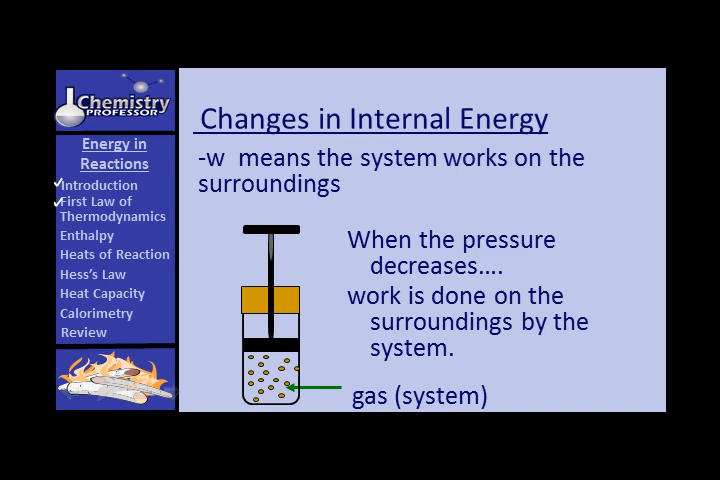 Chemistry
PROFESSOR
Energy in
Reactions
Introduction
First Law of
Thermodynamics
Enthalpy
Heats of Reaction
Hess's Law
Heat Capacity
Calorimetry
Review
Changes in Internal Energy
-w means the system works on the
surroundings
When the pressure
decreases....
work is done on the
surroundings by the
system.
gas (system)